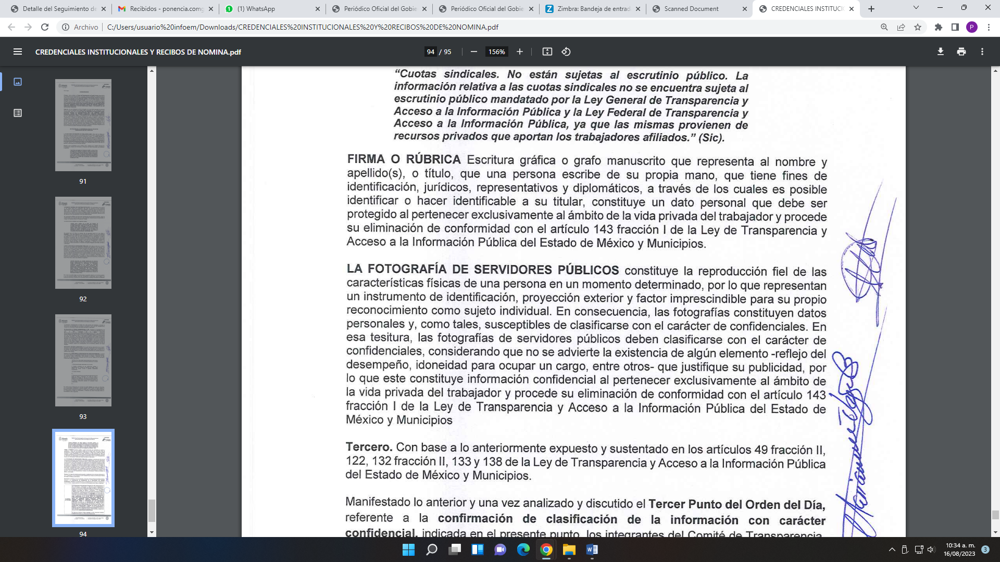 Detalle del Seguimiento de
Recibidos - ponencia.comg
(1) WhatsApp
Periódico Oficial del Gobie
Periódico Oficial del Gobie
Zimbra: Bandeja de entrad
Scanned Document
CREDENCIALES INSTITUCIO
Archivo
C:/Users/usuario%20infoem/Downloads/CREDENCIALES%20INSTITUCIONALES%20Y%20RECIBOS%20DE%20NOMINA.pdf
P
CREDENCIALES INSTITUCIONALES Y RECIBOS DE NOMINA.pdf
94 / 95
156%
91
92
93
94
“Cuotas sindicales. No están sujetas al escrutinio público. La
información relativa a las cuotas sindicales no se encuentra sujeta al
escrutinio público mandatado por la Ley General de Transparencia y
Acceso a la Información Pública y la Ley Federal de Transparencia y
Acceso a la Información Pública, ya que las mismas provienen de
recursos privados que aportan los trabajadores afiliados.” (Sic).
FIRMA O RÚBRICA Escritura gráfica o grafo manuscrito que representa al nombre y
apellido(s), o título, que una persona escribe de su propia mano, que tiene fines de
identificación, jurídicos, representativos y diplomáticos, a través de los cuales es posible
identificar o hacer identificable a su titular, constituye un dato personal que debe ser
protegido al pertenecer exclusivamente al ámbito de la vida privada del trabajador y procede
su eliminación de conformidad con el artículo 143 fracción I de la Ley de Transparencia y
Acceso a la Información Pública del Estado de México y Municipios.
LA FOTOGRAFÍA DE SERVIDORES PÚBLICOS constituye la reproducción fiel de las
características físicas de una persona en un momento determinado, por lo que representan
un instrumento de identificación, proyección exterior y factor imprescindible para su propio
reconocimiento como sujeto individual. En consecuencia, las fotografías constituyen datos
personales y, como tales, susceptibles de clasificarse con el carácter de confidenciales. En
esa tesitura, las fotografías de servidores públicos deben clasificarse con el carácter de
confidenciales, considerando que no se advierte la existencia de algún elemento -reflejo del
desempeño, idoneidad para ocupar un cargo, entre otros- que justifique su publicidad, por
lo que este constituye información confidencial al pertenecer exclusivamente al ámbito de
la vida privada del trabajador y procede su eliminación de conformidad con el artículo 143
fracción I de la Ley de Transparencia y Acceso a la Información Pública del Estado de
México y Municipios
Tercero. Con base a lo anteriormente expuesto y sustentado en los artículos 49 fracción II,
122, 132 fracción II, 133 y 138 de la Ley de Transparencia y Acceso a la Información Pública
del Estado de México y Municipios.
Manifestado lo anterior y una vez analizado y discutido el Tercer Punto del Orden del Día,
referente a la confirmación de clasificación de la información con carácter
confidencial, indicada en el presente punto, los integrantes del Comité de Transparencia,
10:34 a. m.
16/08/2023
3